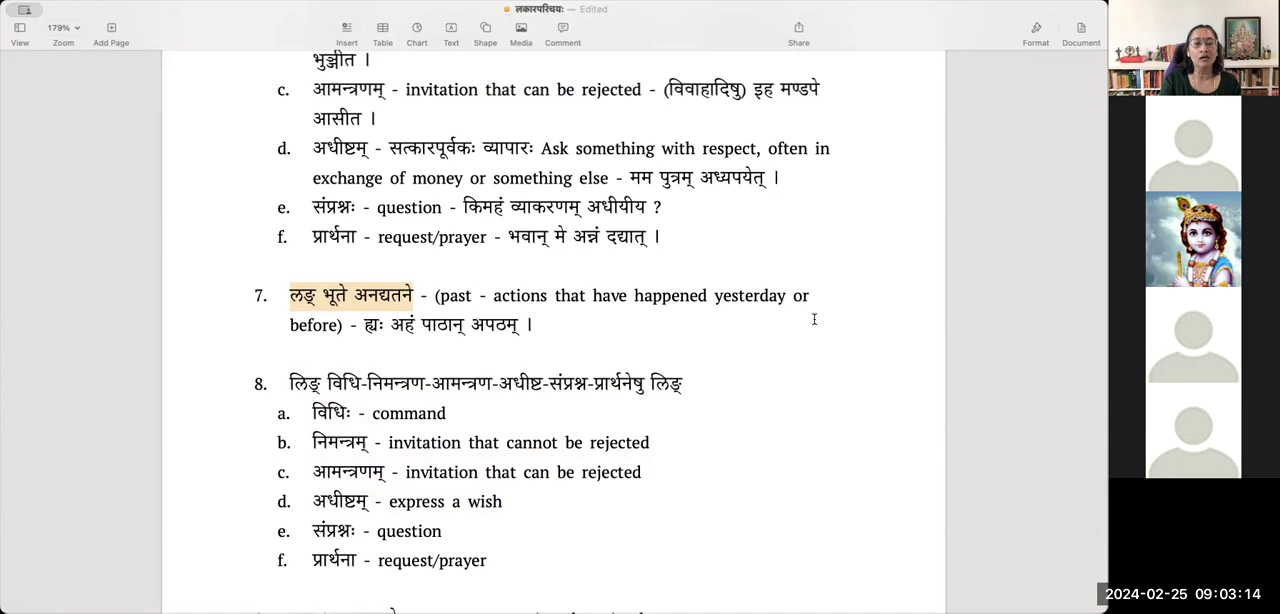 लकारपरिचयः — Edited
179%
View Zoom Add Page Insert Table Chart Text Shape Media Comment Share Format Document
भुञ्जीत ।
c. आमन्त्रणम् - invitation that can be rejected - (विवाहादिषु) इह मण्डपे
आसीत ।
d. अधीष्टम् - सत्कारपूर्वकः व्यापारः Ask something with respect, often in
exchange of money or something else - मम पुत्रम् अध्यपयेत् ।
e. संप्रश्नः - question - किमहं व्याकरणम् अधीयीय ?
f. प्रार्थना - request/prayer - भवान् मे अन्नं दद्यात् ।
7. लङ् भूते अनद्यतने - (past - actions that have happened yesterday or
before) - ह्यः अहं पाठान् अपठम् ।
8. लिङ् विधि-निमन्त्रण-आमन्त्रण-अधीष्ट-संप्रश्न-प्रार्थनेषु लिङ्
a. विधिः - command
b. निमन्त्रम् - invitation that cannot be rejected
c. आमन्त्रणम् - invitation that can be rejected
d. अधीष्टम् - express a wish
e. संप्रश्नः - question
f. प्रार्थना - request/prayer
2024-02-25 09:03:14